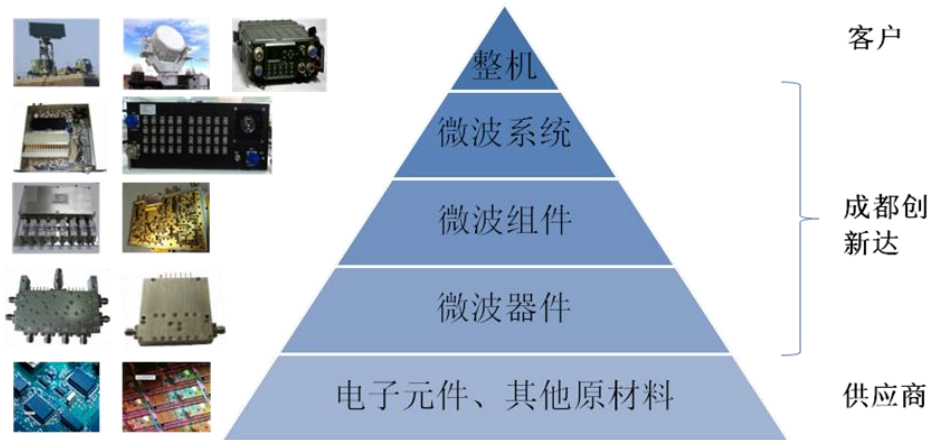 整机
客户
微波系统
微波组件
成都创
新达
微波器件
电子元件、其他原材料
供应商